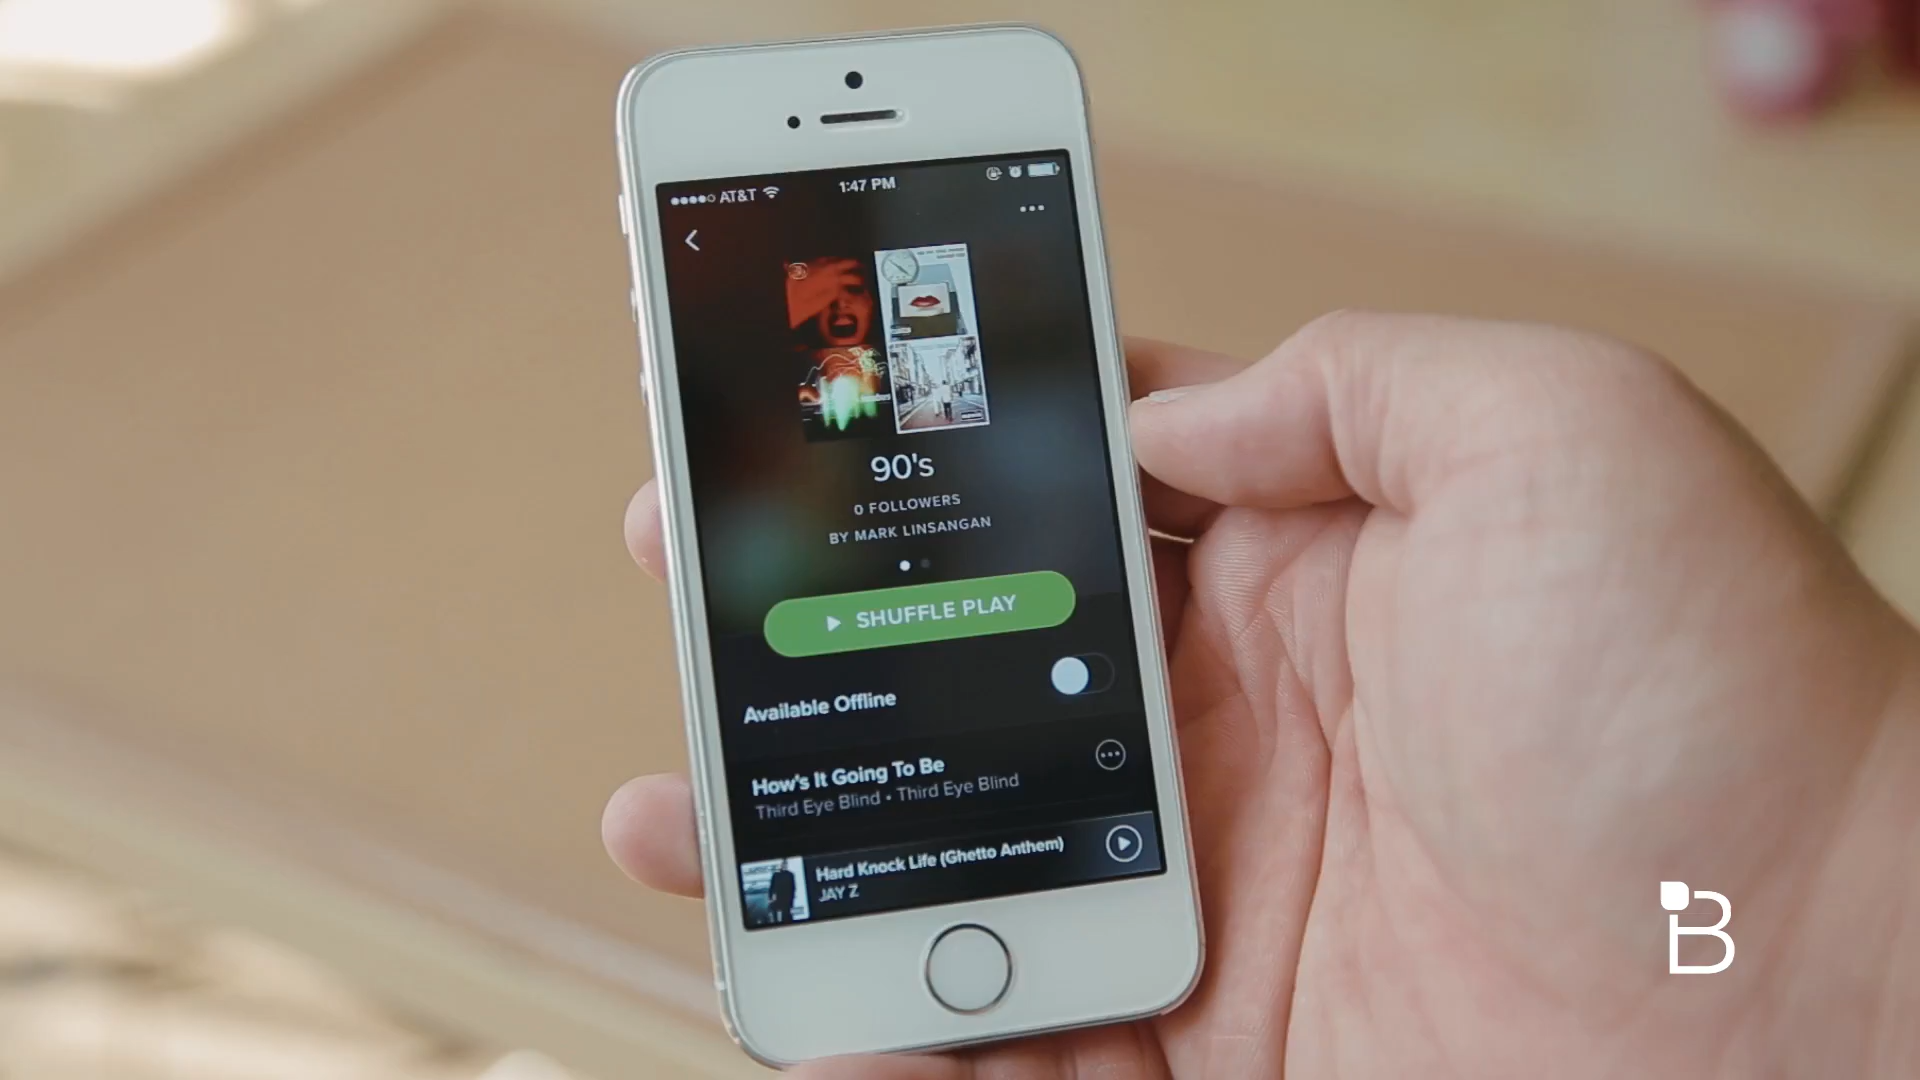 AT&T
1:47 PM
90's
0 FOLLOWERS
BY MARK LINSANGAN
SHUFFLE PLAY
Available Offline
How's It Going To Be
Third Eye Blind • Third Eye Blind
Hard Knock Life (Ghetto Anthem)
JAY Z
B